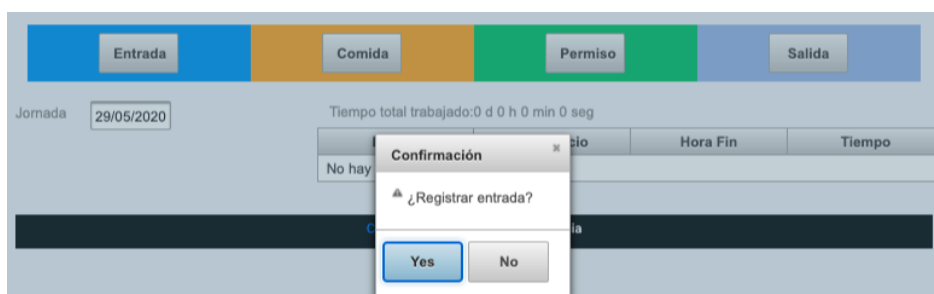 Entrada Comida Permiso Salida
Jornada 29/05/2020 Tiempo total trabajado:0 d 0 h 0 min 0 seg
Hora Fin Tiempo
No hay
Confirmación
¿Registrar entrada?
Yes No